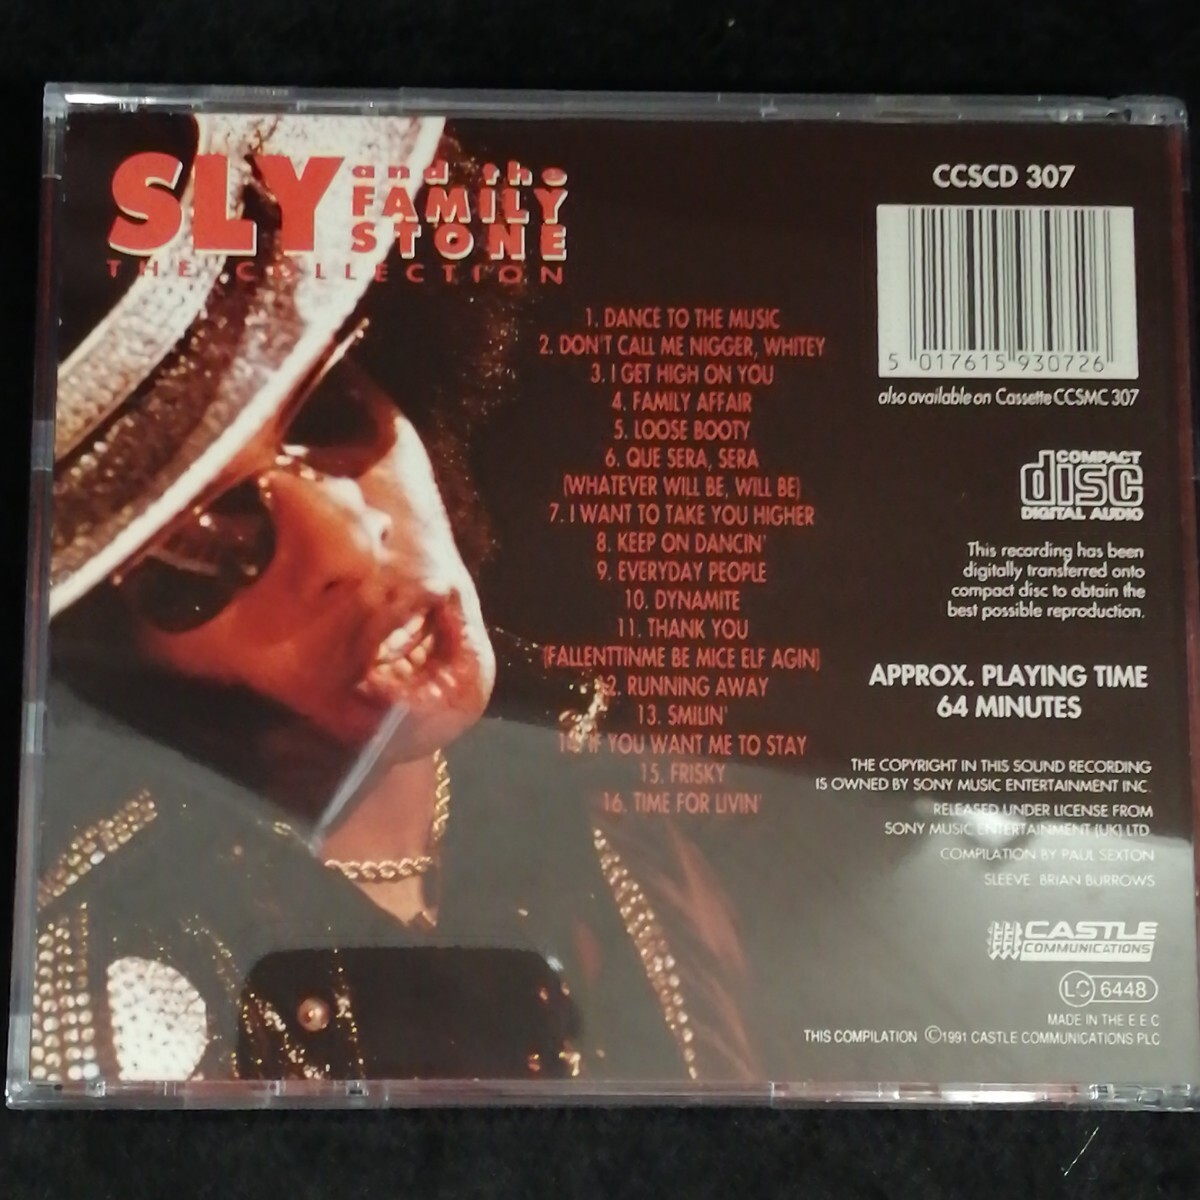 SLY and the
FAMILY
STONE
THE COLLECTION
1. DANCE TO THE MUSIC
2. DON'T CALL ME NIGGER, WHITEY
3. I GET HIGH ON YOU
4. FAMILY AFFAIR
5. LOOSE BOOTY
6. QUE SERA, SERA
(WHATEVER WILL BE, WILL BE)
7. I WANT TO TAKE YOU HIGHER
8. KEEP ON DANCIN'
9. EVERYDAY PEOPLE
10. DYNAMITE
11. THANK YOU
(FALLENTTINME BE MICE ELF AGIN)
12. RUNNING AWAY
13. SMILIN'
14. IF YOU WANT ME TO STAY
15. FRISKY
16. TIME FOR LIVIN'
CCSCD 307
5 017615 930726
also available on Cassette CCSMC 307
COMPACT
disc
DIGITAL AUDIO
This recording has been
digitally transferred onto
compact disc to obtain the
best possible reproduction.
APPROX. PLAYING TIME
64 MINUTES
THE COPYRIGHT IN THIS SOUND RECORDING
IS OWNED BY SONY MUSIC ENTERTAINMENT INC.
RELEASED UNDER LICENSE FROM
SONY MUSIC ENTERTAINMENT (UK) LTD
COMPILATION BY PAUL SEXTON
SLEEVE: BRIAN BURROWS
CASTLE
COMMUNICATIONS
LC 6448
MADE IN THE E E C
THIS COMPILATION ©1991 CASTLE COMMUNICATIONS PLC